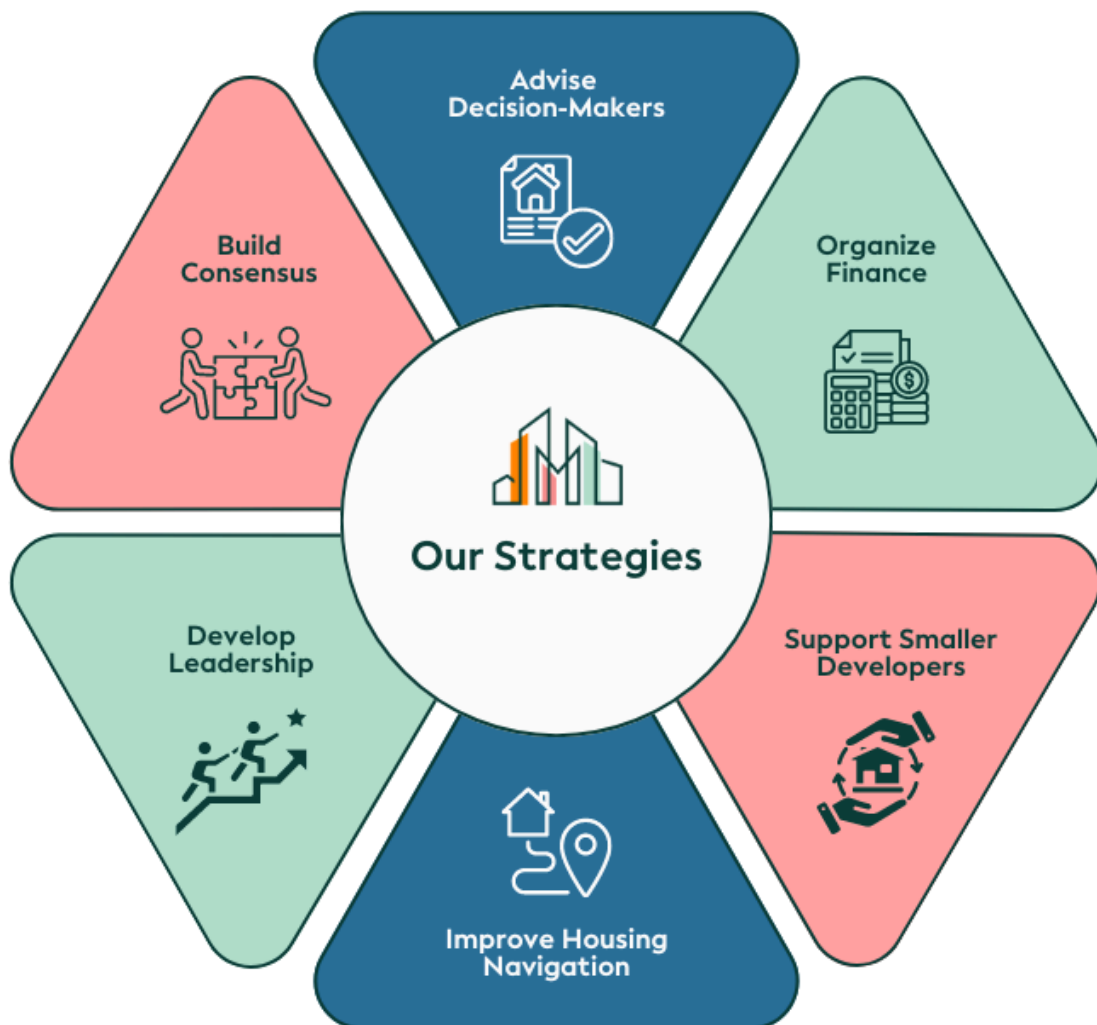 Advise
Decision-Makers
Organize
Finance
Support Smaller
Developers
Improve Housing
Navigation
Develop
Leadership
Build
Consensus
Our Strategies
$